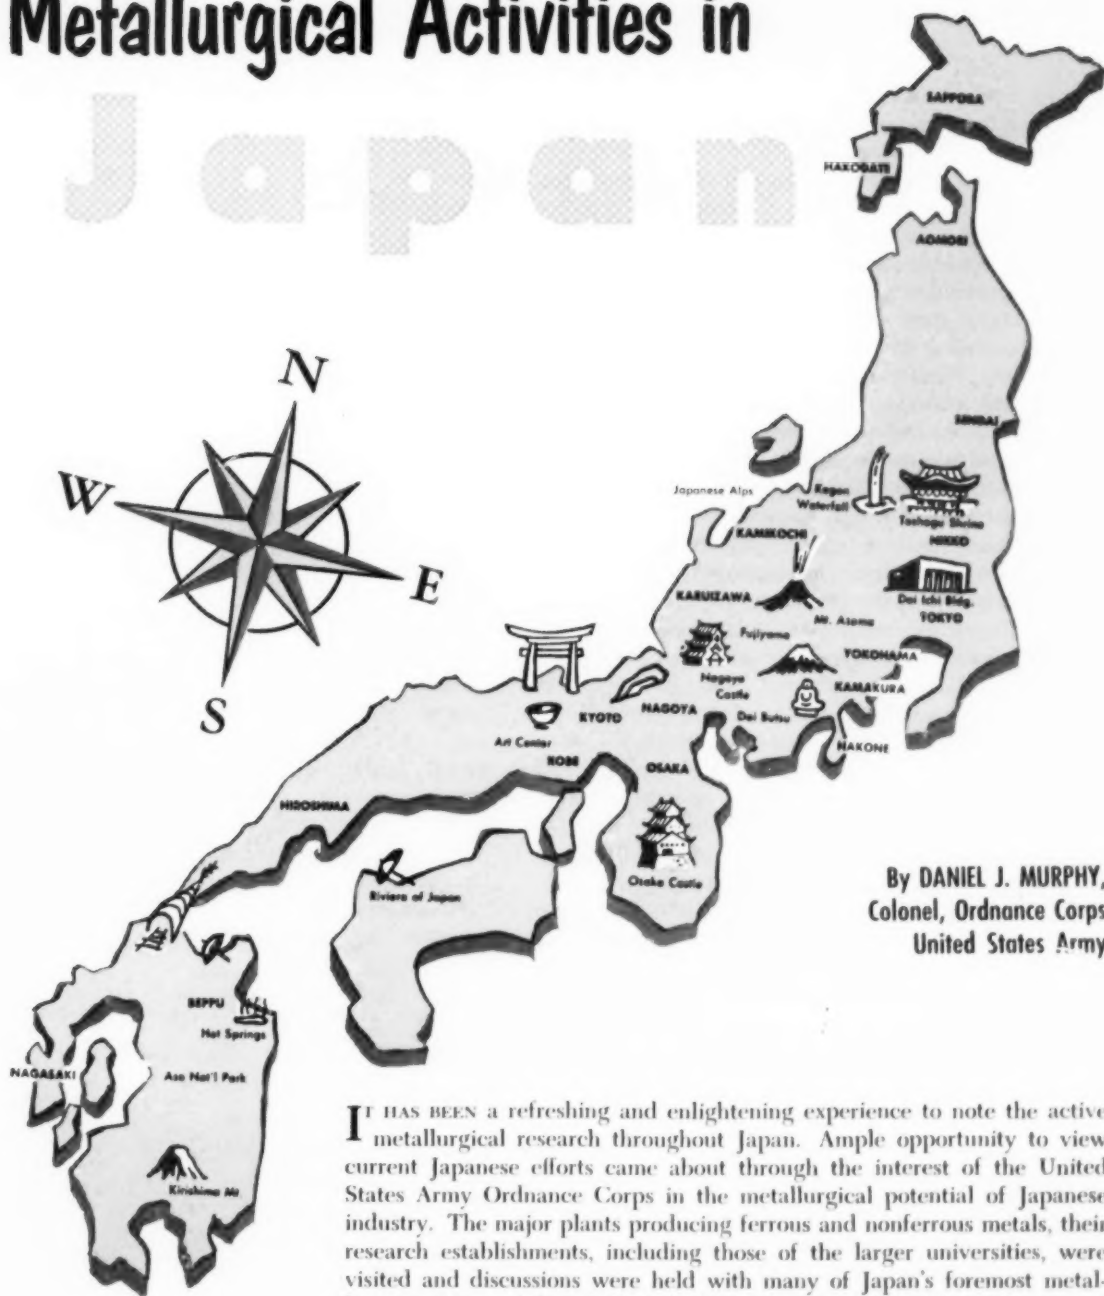 Metallurgical Activities in
Japan
SAPPORA
HAKODATE
AOMORI
N
W
E
S
SENDAI
Japanese Alps
Kegon
Waterfall
Toshogu Shrine
NIKKO
KAMIKOCHI
Dai Ichi Bldg.
TOKYO
KARUIZAWA
Mt. Asama
Fujiyama
YOKOHAMA
Nagoya
Castle
KAMAKURA
NAGOYA
Dai Butsu
KYOTO
Art Center
HAKONE
KOBE
OSAKA
HIROSHIMA
Osaka Castle
Riviera of Japan
By DANIEL J. MURPHY,
Colonel, Ordnance Corps
United States Army
BEPPU
Hot Springs
NAGASAKI
Aso Nat'l Park
Kirishima Mt.
IT HAS BEEN a refreshing and enlightening experience to note the active
metallurgical research throughout Japan. Ample opportunity to view
current Japanese efforts came about through the interest of the United
States Army Ordnance Corps in the metallurgical potential of Japanese
industry. The major plants producing ferrous and nonferrous metals, their
research establishments, including those of the larger universities, were
visited and discussions were held with many of Japan's foremost metal-